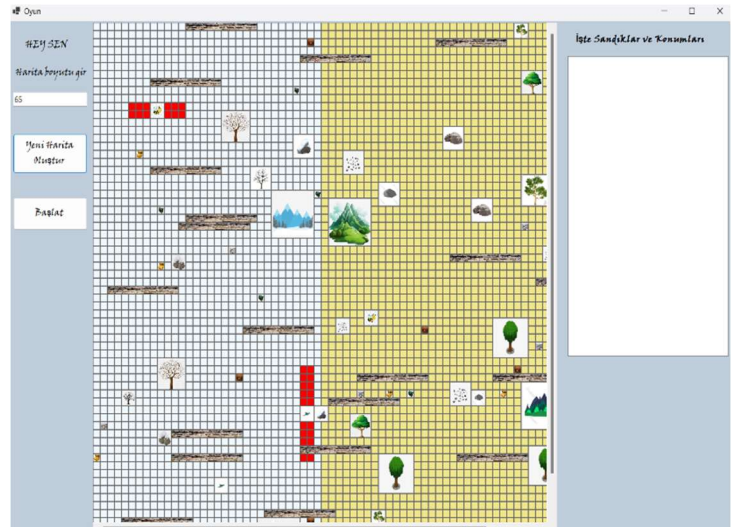 Oyun
HEY SEN
Harita boyutu gir
65
Yeni Harita
Oluştur
Başlat
İşte Sandıklar ve Konumları